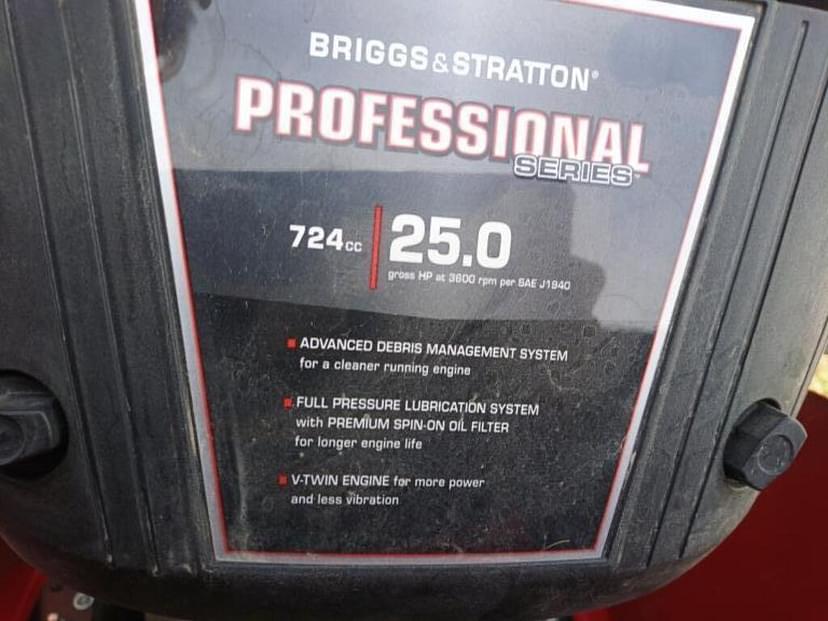 BRIGGS & STRATTON®
PROFESSIONAL
SERIES™
724cc 25.0
gross HP at 3600 rpm per SAE J1940
ADVANCED DEBRIS MANAGEMENT SYSTEM
for a cleaner running engine
FULL PRESSURE LUBRICATION SYSTEM
with PREMIUM SPIN-ON OIL FILTER
for longer engine life
V-TWIN ENGINE for more power
and less vibration